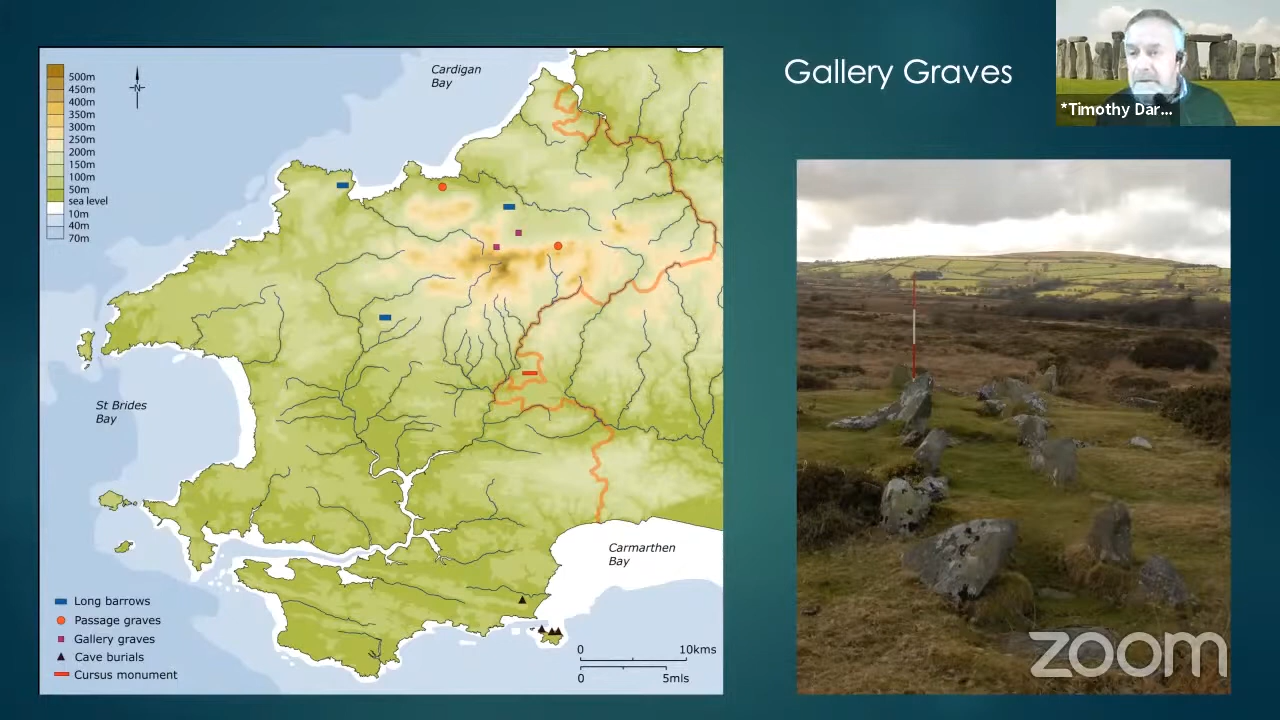 Gallery Graves
*Timothy Dar...
500m
450m
400m
350m
300m
250m
200m
150m
100m
50m
sea level
10m
40m
70m
N
Cardigan
Bay
St Brides
Bay
Carmarthen
Bay
Long barrows
Passage graves
Gallery graves
Cave burials
Cursus monument
0 10kms
0 5mls
zoom